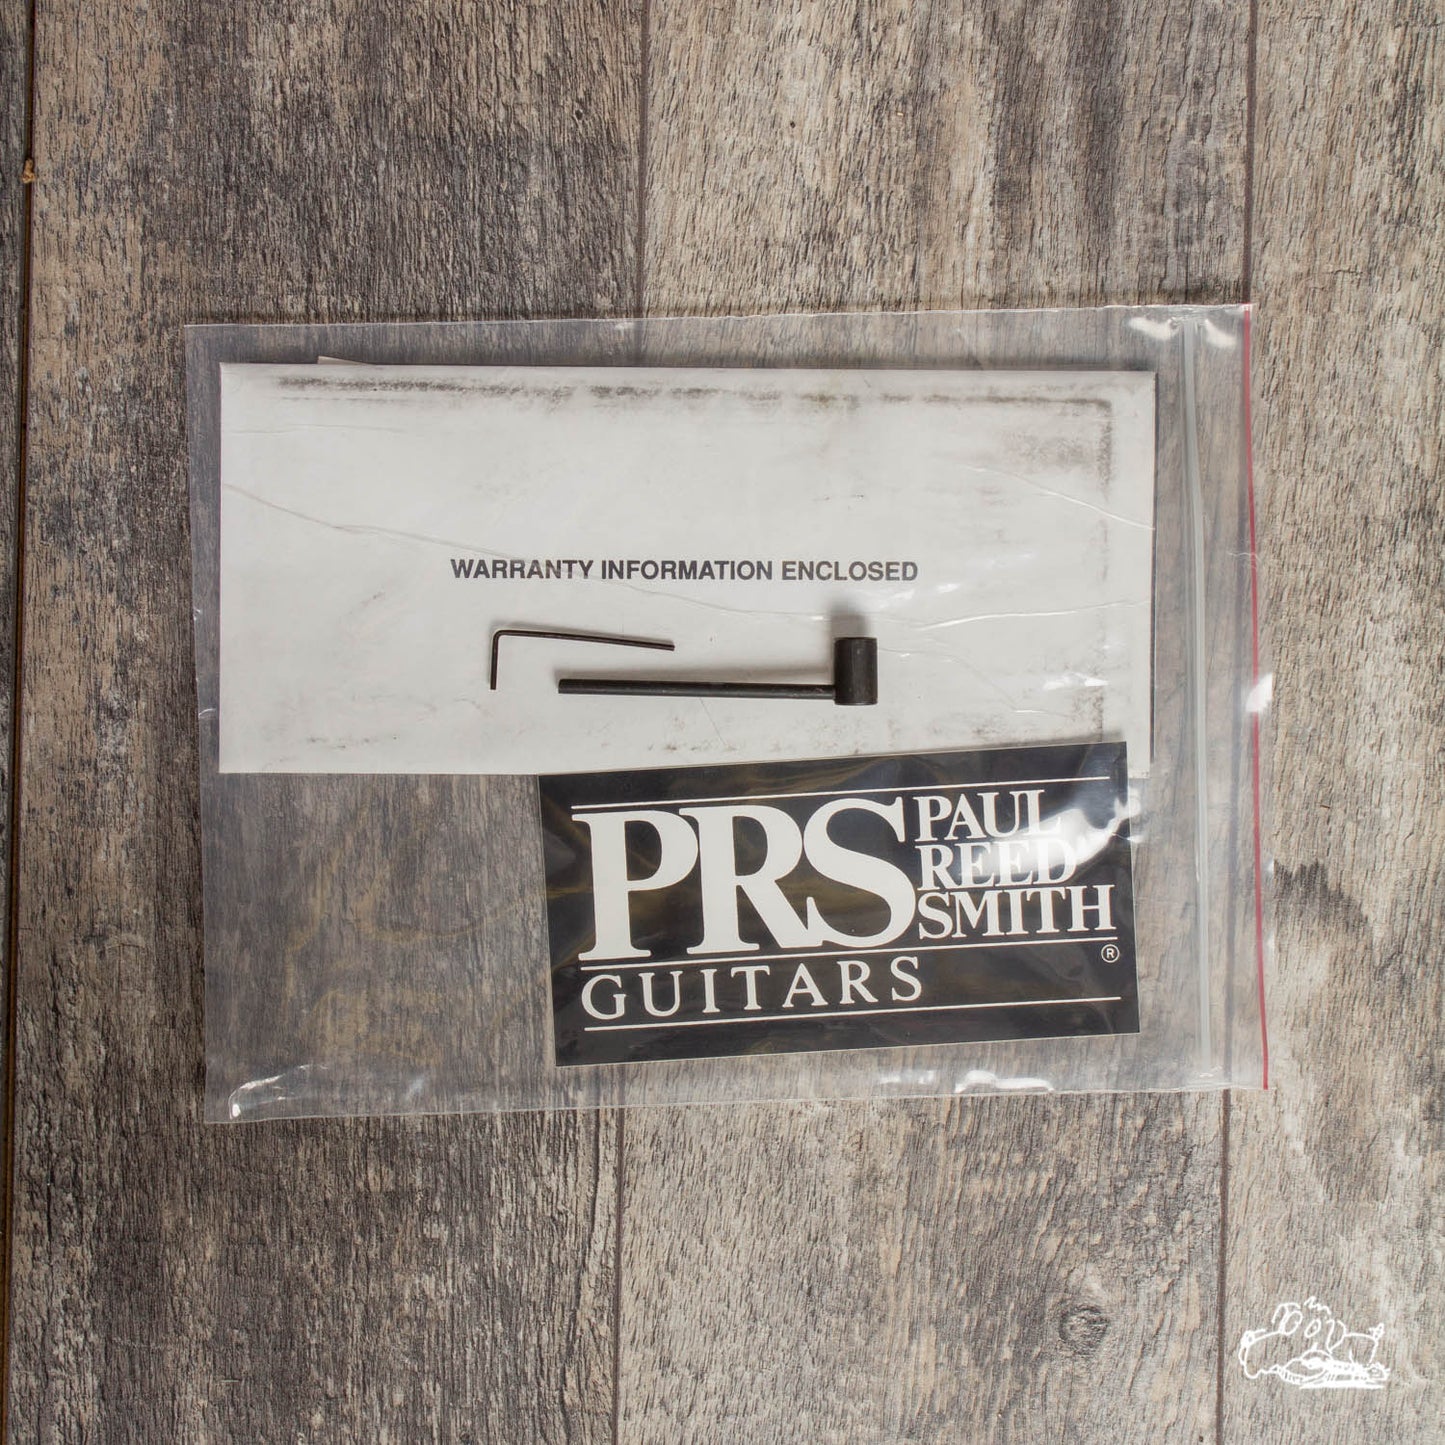 WARRANTY INFORMATION ENCLOSED
PRS PAUL
REED
SMITH
®
GUITARS